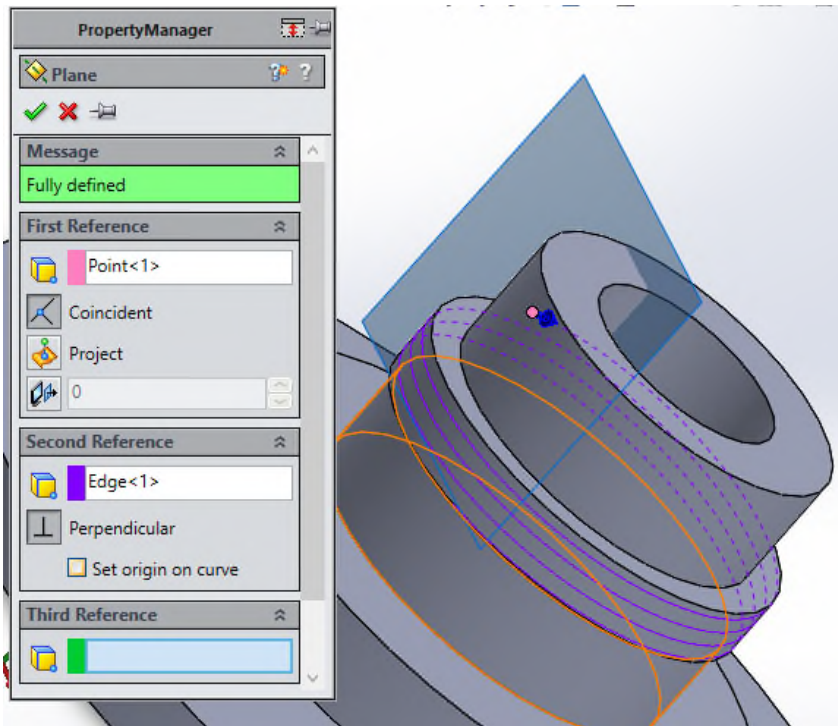 PropertyManager
Plane
Message
Fully defined
First Reference
Point<1>
Coincident
Project
0
Second Reference
Edge<1>
Perpendicular
Set origin on curve
Third Reference